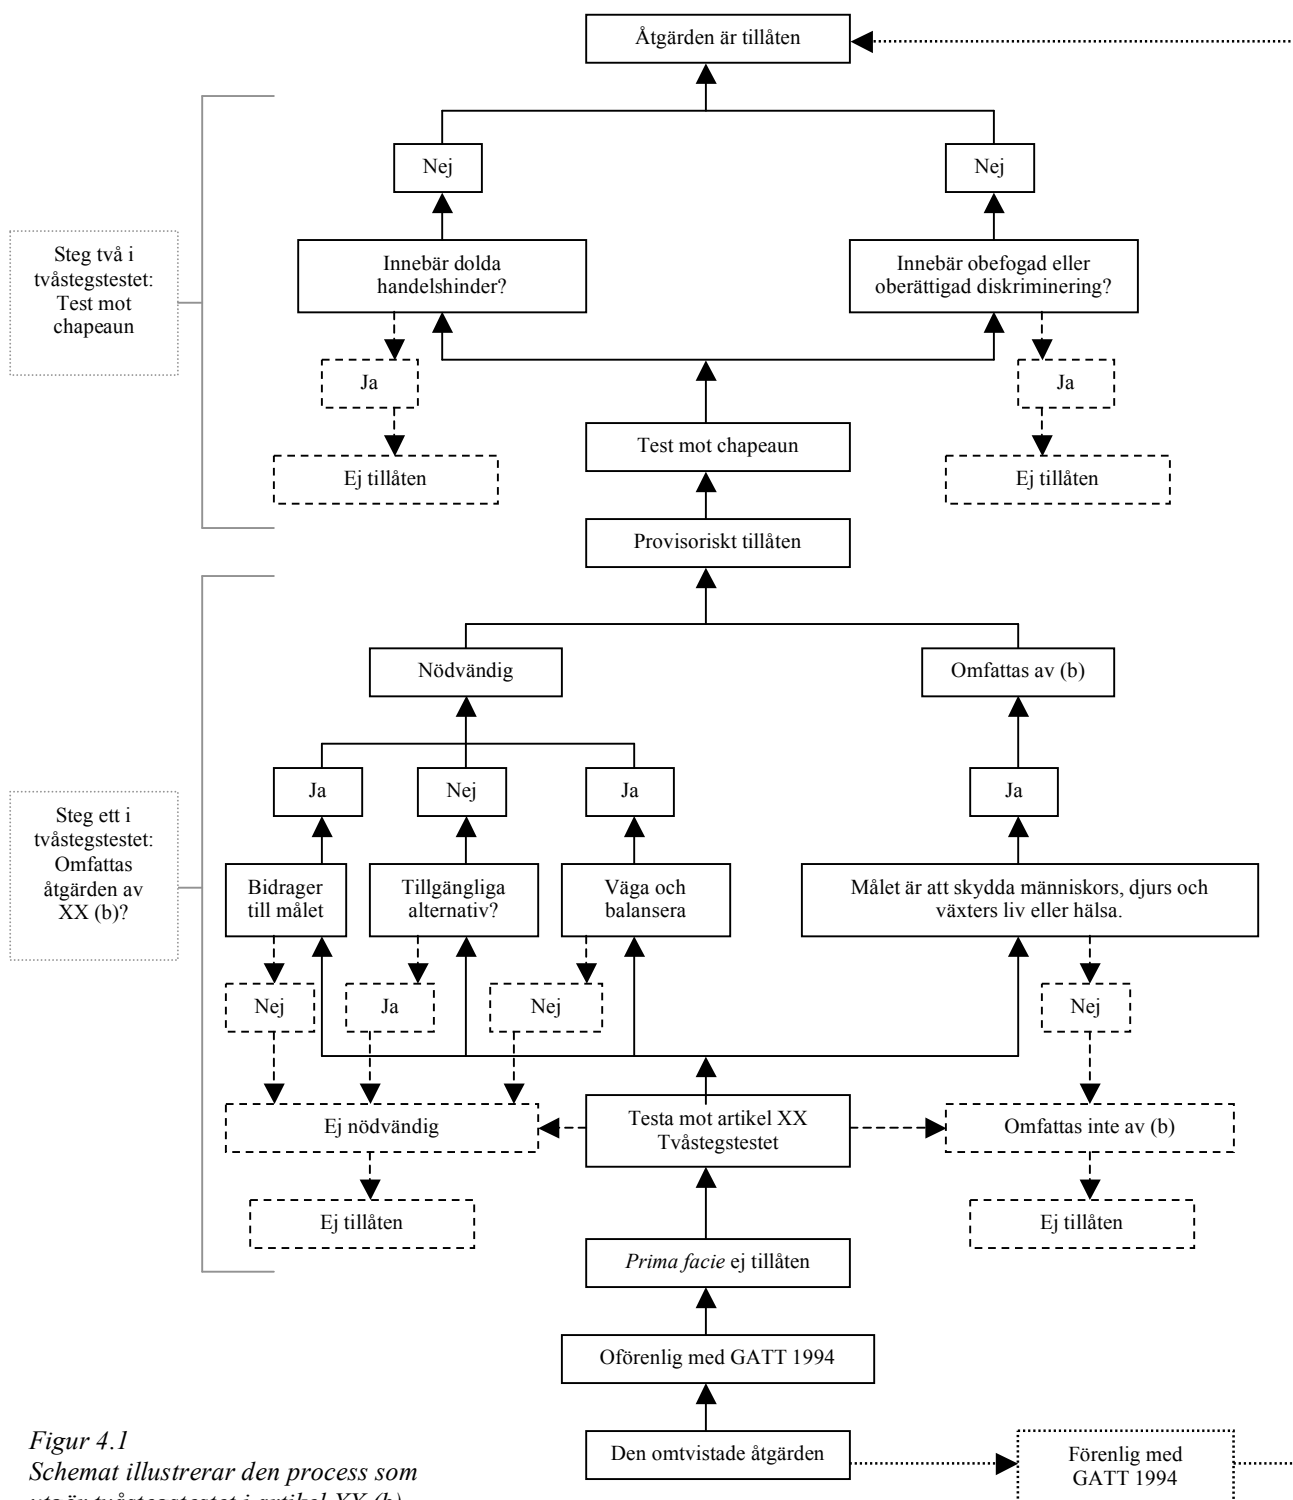 Åtgärden är tillåten
Nej
Nej
Steg två i
tvåstegstestet:
Test mot
chapeaun
Innebär dolda
handelshinder?
Innebär obefogad eller
oberättigad diskriminering?
Ja
Ja
Test mot chapeaun
Ej tillåten
Ej tillåten
Provisoriskt tillåten
Nödvändig
Omfattas av (b)
Ja
Nej
Ja
Ja
Steg ett i
tvåstegstestet:
Omfattas
åtgärden av
XX (b)?
Bidrager
till målet
Tillgängliga
alternativ?
Väga och
balansera
Målet är att skydda människors, djurs och
växters liv eller hälsa.
Nej
Ja
Nej
Nej
Ej nödvändig
Testa mot artikel XX
Tvåstegstestet
Omfattas inte av (b)
Ej tillåten
Ej tillåten
Prima facie ej tillåten
Oförenlig med GATT 1994
Den omtvistade åtgärden
Förenlig med
GATT 1994
Figur 4.1
Schemat illustrerar den process som
utgör tvåstegstestet i artikel XX (b)